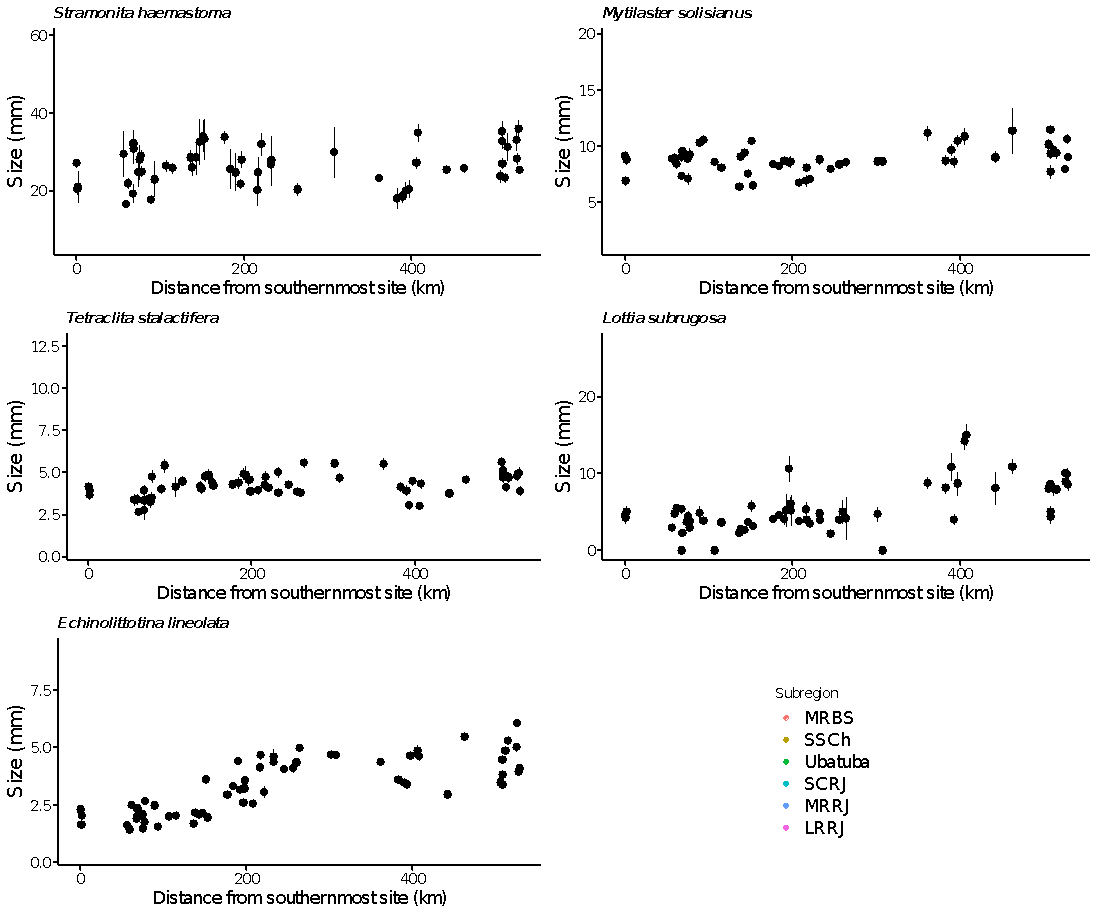 Stramonita haemastoma
Size (mm)
60
40
20
0
200
400
Distance from southernmost site (km)
Mytilaster solisianus
Size (mm)
20
15
10
5
0
200
400
Distance from southernmost site (km)
Tetraclita stalactifera
Size (mm)
12.5
10.0
7.5
5.0
2.5
0.0
0
200
400
Distance from southernmost site (km)
Lottia subrugosa
Size (mm)
20
10
0
0
200
400
Distance from southernmost site (km)
Echinolittotina lineolata
Size (mm)
7.5
5.0
2.5
0.0
0
200
400
Distance from southernmost site (km)
Subregion
MRBS
SSCh
Ubatuba
SCRJ
MRRJ
LRRJ